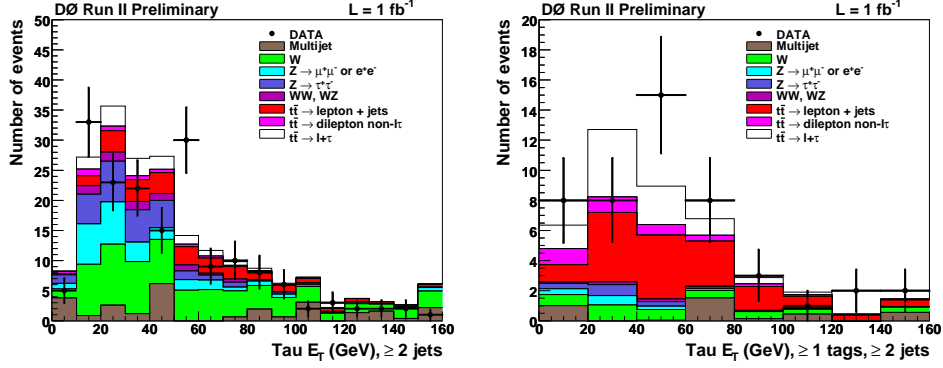 DØ Run II Preliminary
L = 1 fb⁻¹
Number of events
50
45
40
35
30
25
20
15
10
5
0
DATA
Multijet
W
Z → μ⁺μ⁻ or e⁺e⁻
Z → τ⁺τ⁻
WW, WZ
tt̄ → lepton + jets
tt̄ → dilepton non-lτ
tt̄ → l+τ
0 20 40 60 80 100 120 140 160
Tau E_T (GeV), ≥ 2 jets
DØ Run II Preliminary
L = 1 fb⁻¹
Number of events
20
18
16
14
12
10
8
6
4
2
0
DATA
Multijet
W
Z → μ⁺μ⁻ or e⁺e⁻
Z → τ⁺τ⁻
WW, WZ
tt̄ → lepton + jets
tt̄ → dilepton non-lτ
tt̄ → l+τ
0 20 40 60 80 100 120 140 160
Tau E_T (GeV), ≥ 1 tags, ≥ 2 jets